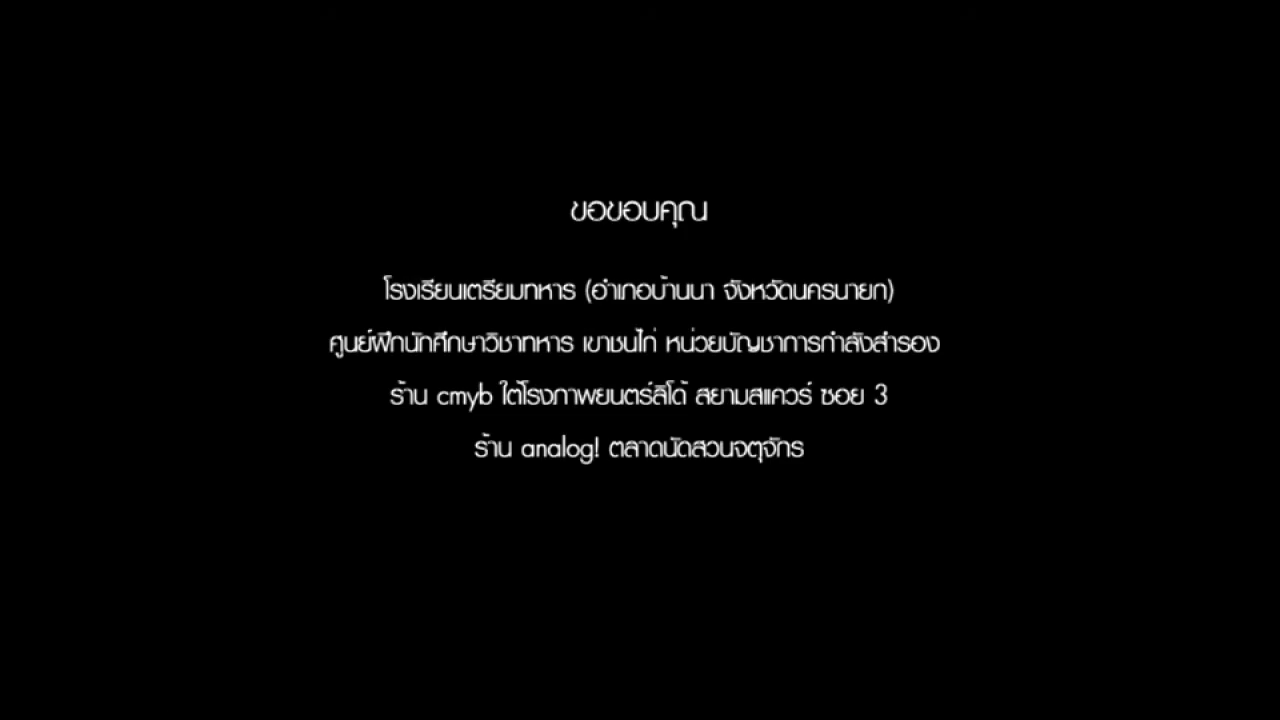 ขอขอบคุณ
โรงเรียนเตรียมทหาร (อำเภอบ้านนา จังหวัดนครนายก)
ศูนย์ฝึกนักศึกษาวิชาทหาร เขาชนไก่ หน่วยบัญชาการกำลังสำรอง
ร้าน cmyb ใต้โรงภาพยนตร์ลิโด้ สยามสแควร์ ซอย 3
ร้าน analog! ตลาดนัดสวนจตุจักร